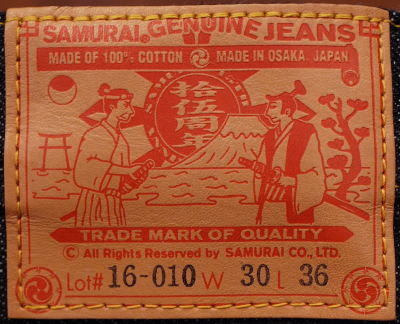 SAMURAI® GENUINE JEANS
MADE OF 100% COTTON MADE IN OSAKA, JAPAN
拾伍周年
TRADE MARK OF QUALITY
Ⓒ All Rights Reserved by SAMURAI CO., LTD.
Lot# 16-010 W 30 L 36